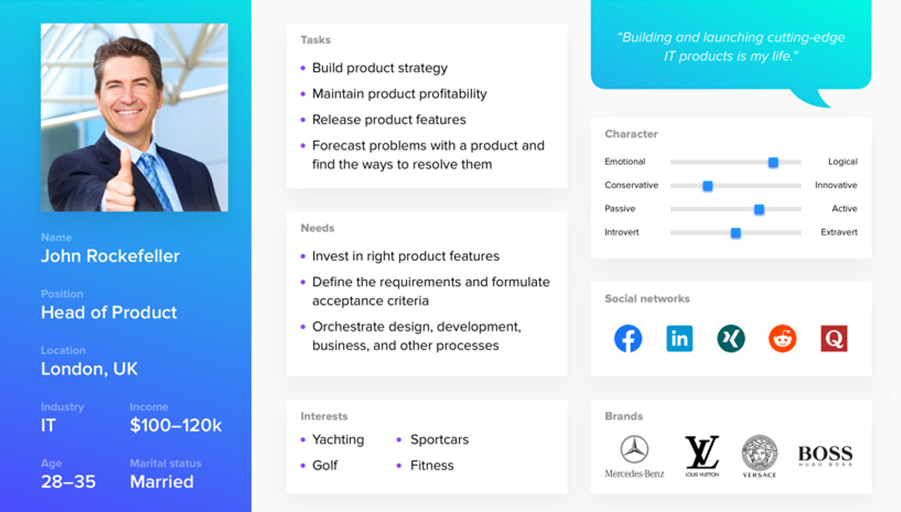 Name
John Rockefeller
Position
Head of Product
Location
London, UK
Industry
IT
Income
$100–120k
Age
28–35
Marital status
Married
Tasks
Build product strategy
Maintain product profitability
Release product features
Forecast problems with a product and
find the ways to resolve them
Needs
Invest in right product features
Define the requirements and formulate
acceptance criteria
Orchestrate design, development,
business, and other processes
Interests
Yachting
Sportcars
Golf
Fitness
“Building and launching cutting-edge
IT products is my life.”
Character
Emotional Logical
Conservative Innovative
Passive Active
Introvert Extravert
Social networks
f in Q
Brands
Mercedes-Benz
LV
LOUIS VUITTON
VERSACE
BOSS
HUGO BOSS